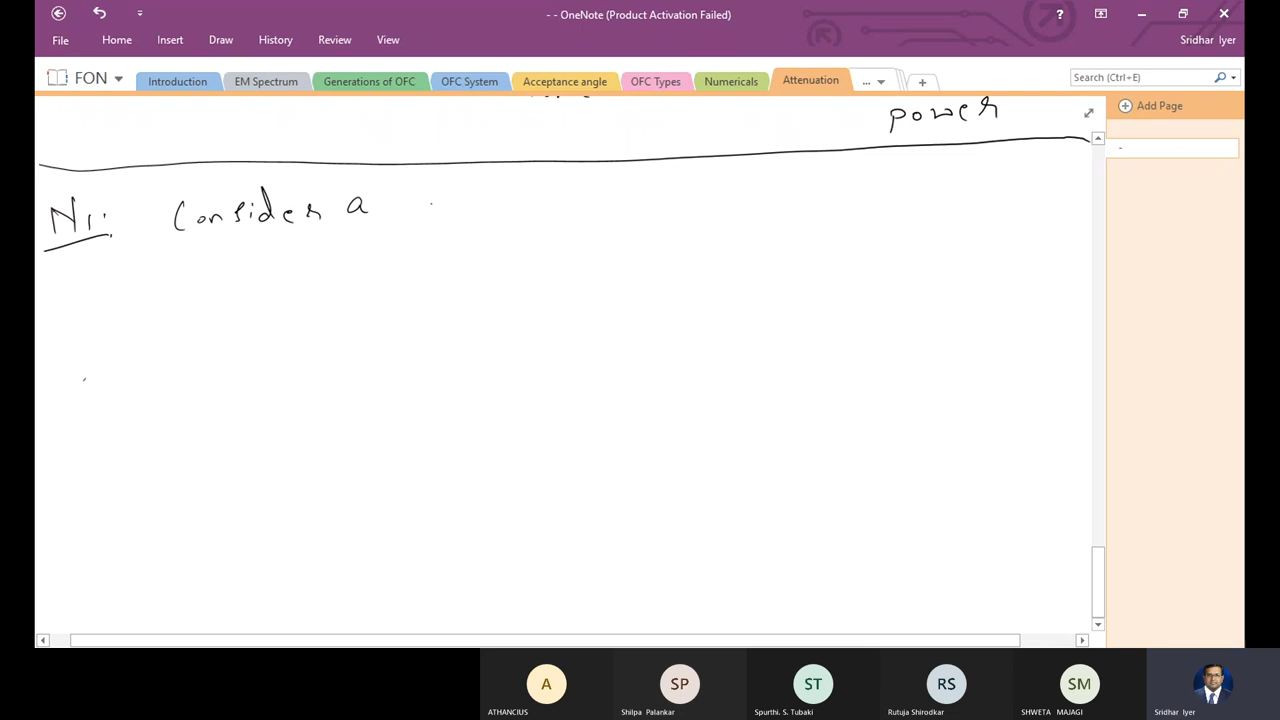 - - OneNote (Product Activation Failed)
?
File Home Insert Draw History Review View
Sridhar Iyer
FON
Introduction EM Spectrum Generations of OFC OFC System Acceptance angle OFC Types Numericals Attenuation ... +
Search (Ctrl+E)
Add Page
-
power
N1: Consider a
A SP ST RS SM
ATHANCIUS Shilpa Palankar Spurthi. S. Tubaki Rutuja Shirodkar SHWETA MAJAGI Sridhar Iyer